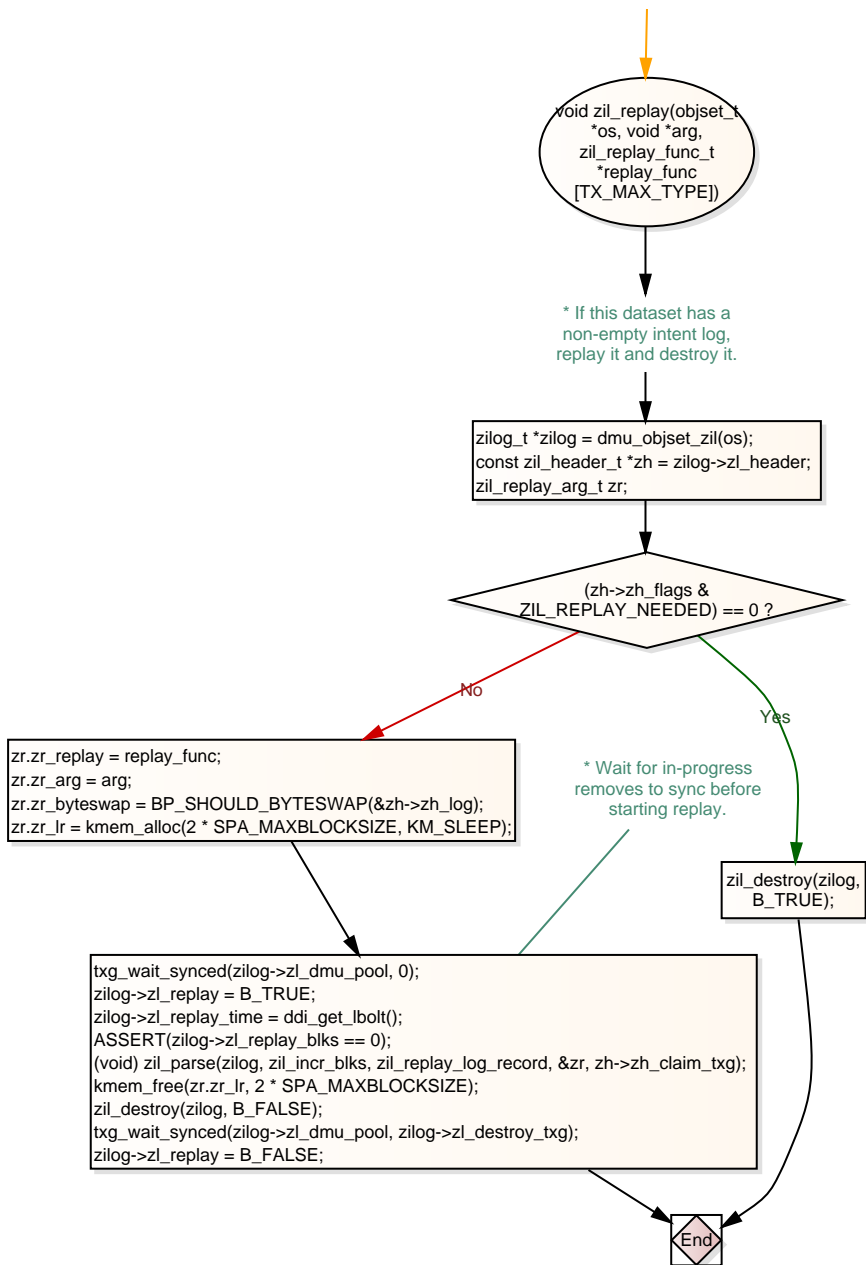 void zil_replay(objset_t
*os, void *arg,
zil_replay_func_t
*replay_func
[TX_MAX_TYPE])
* If this dataset has a
non-empty intent log,
replay it and destroy it.
zilog_t *zilog = dmu_objset_zil(os);
const zil_header_t *zh = zilog->zl_header;
zil_replay_arg_t zr;
(zh->zh_flags &
ZIL_REPLAY_NEEDED) == 0 ?
No
Yes
zr.zr_replay = replay_func;
zr.zr_arg = arg;
zr.zr_byteswap = BP_SHOULD_BYTESWAP(&zh->zh_log);
zr.zr_lr = kmem_alloc(2 * SPA_MAXBLOCKSIZE, KM_SLEEP);
* Wait for in-progress
removes to sync before
starting replay.
zil_destroy(zilog,
B_TRUE);
txg_wait_synced(zilog->zl_dmu_pool, 0);
zilog->zl_replay = B_TRUE;
zilog->zl_replay_time = ddi_get_lbolt();
ASSERT(zilog->zl_replay_blks == 0);
(void) zil_parse(zilog, zil_incr_blks, zil_replay_log_record, &zr, zh->zh_claim_txg);
kmem_free(zr.zr_lr, 2 * SPA_MAXBLOCKSIZE);
zil_destroy(zilog, B_FALSE);
txg_wait_synced(zilog->zl_dmu_pool, zilog->zl_destroy_txg);
zilog->zl_replay = B_FALSE;
End